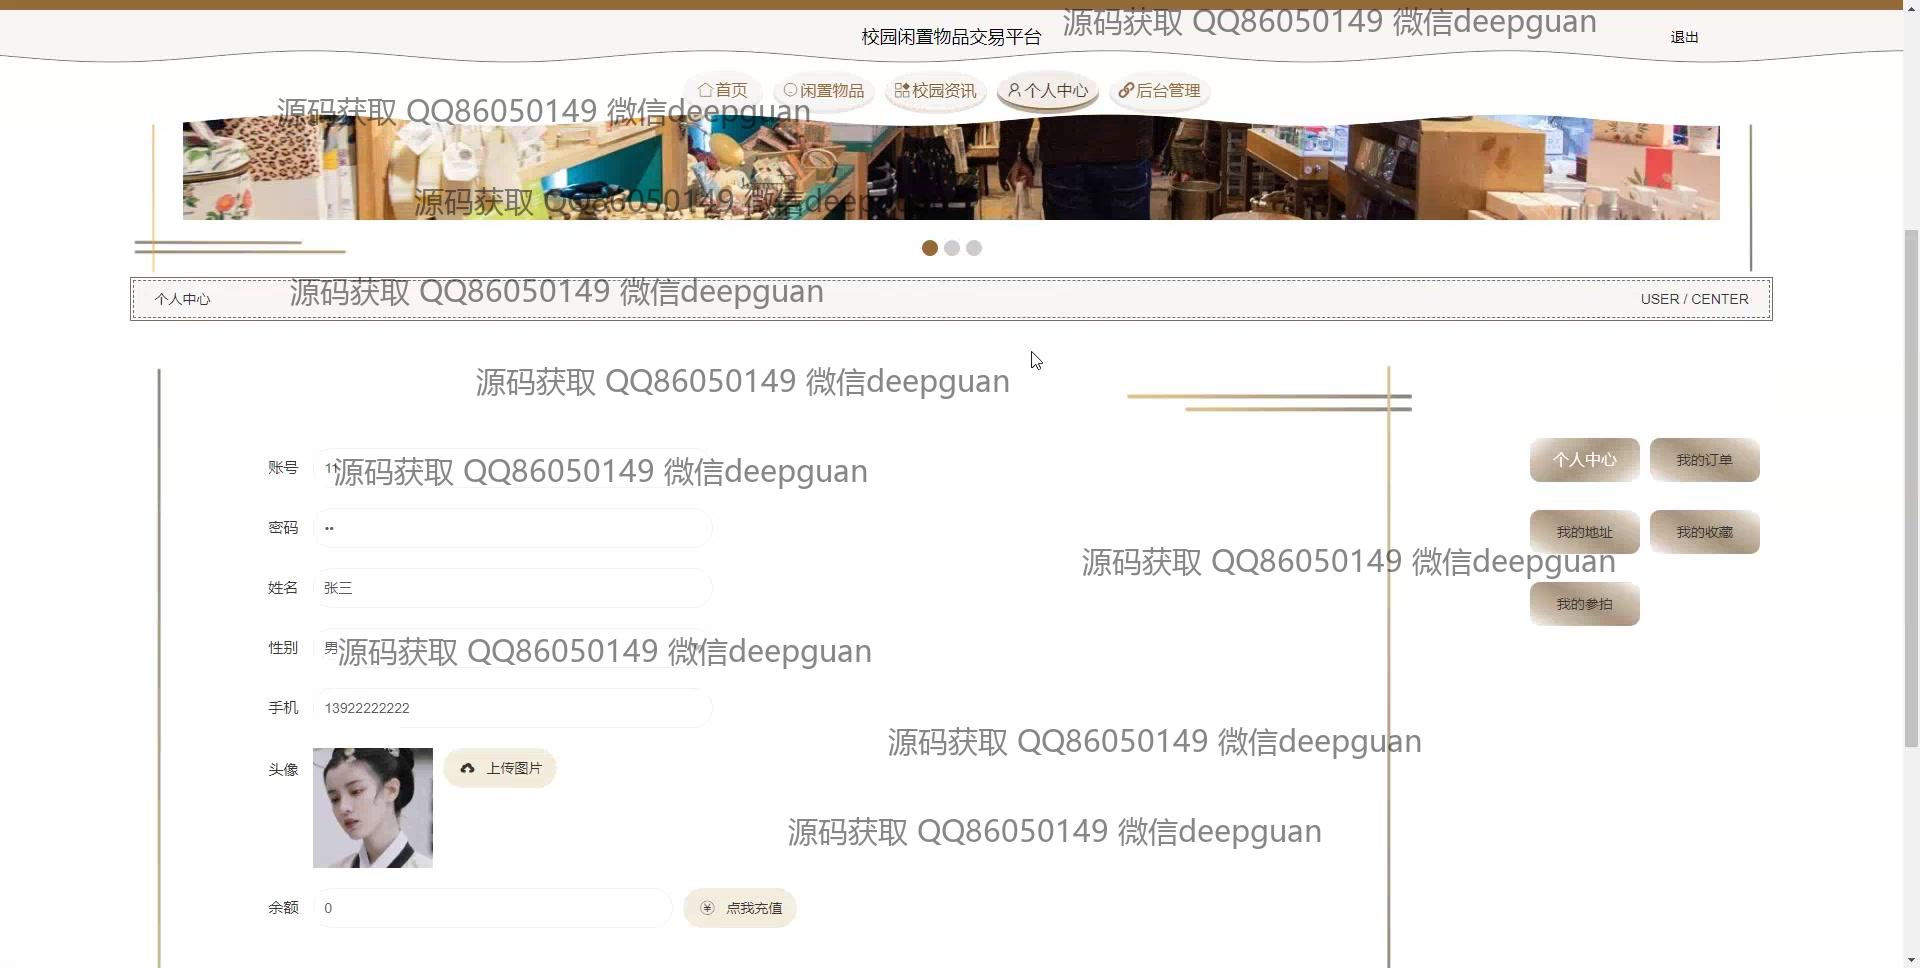 校园闲置物品交易平台
源码获取 QQ86050149 微信deepguan
退出
首页
闲置物品
校园资讯
个人中心
后台管理
源码获取 QQ86050149 微信deepguan
源码获取 QQ86050149 微信deepguan
个人中心
源码获取 QQ86050149 微信deepguan
USER / CENTER
源码获取 QQ86050149 微信deepguan
个人中心
我的订单
账号
源码获取 QQ86050149 微信deepguan
密码
••
我的地址
我的收藏
源码获取 QQ86050149 微信deepguan
姓名
张三
我的参拍
性别
男
源码获取 QQ86050149 微信deepguan
手机
13922222222
源码获取 QQ86050149 微信deepguan
头像
上传图片
源码获取 QQ86050149 微信deepguan
余额
0
点我充值